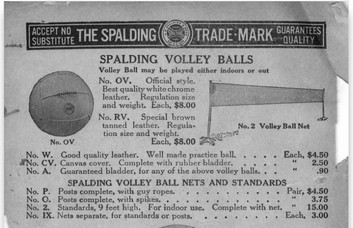 ACCEPT NO SUBSTITUTE THE SPALDING TRADE-MARK GUARANTEES QUALITY
SPALDING VOLLEY BALLS
Volley Ball may be played either indoors or out
No. OV. Official style.
Best quality white chrome
leather. Regulation size
and weight. Each, $8.00
No. RV. Special brown
tanned leather. Regula-
tion size and weight.
Each, $8.00
No. OV
No. 2 Volley Ball Net
No. W. Good quality leather. Well made practice ball. . . . Each, $4.50
No. CV. Canvas cover. Complete with rubber bladder. . . . " 2.50
No. A. Guaranteed bladder, for any of the above volley balls. . . " .90
SPALDING VOLLEY BALL NETS AND STANDARDS
No. P. Posts complete, with guy ropes. . . . . Pair, $4.50
No. O. Posts complete, with spikes. . . . . " 3.75
No. 2. Standards, 9 feet high. For indoor use. Complete with net. " 15.00
No. IX. Nets separate, for standards or posts. . . . . Each, 3.00